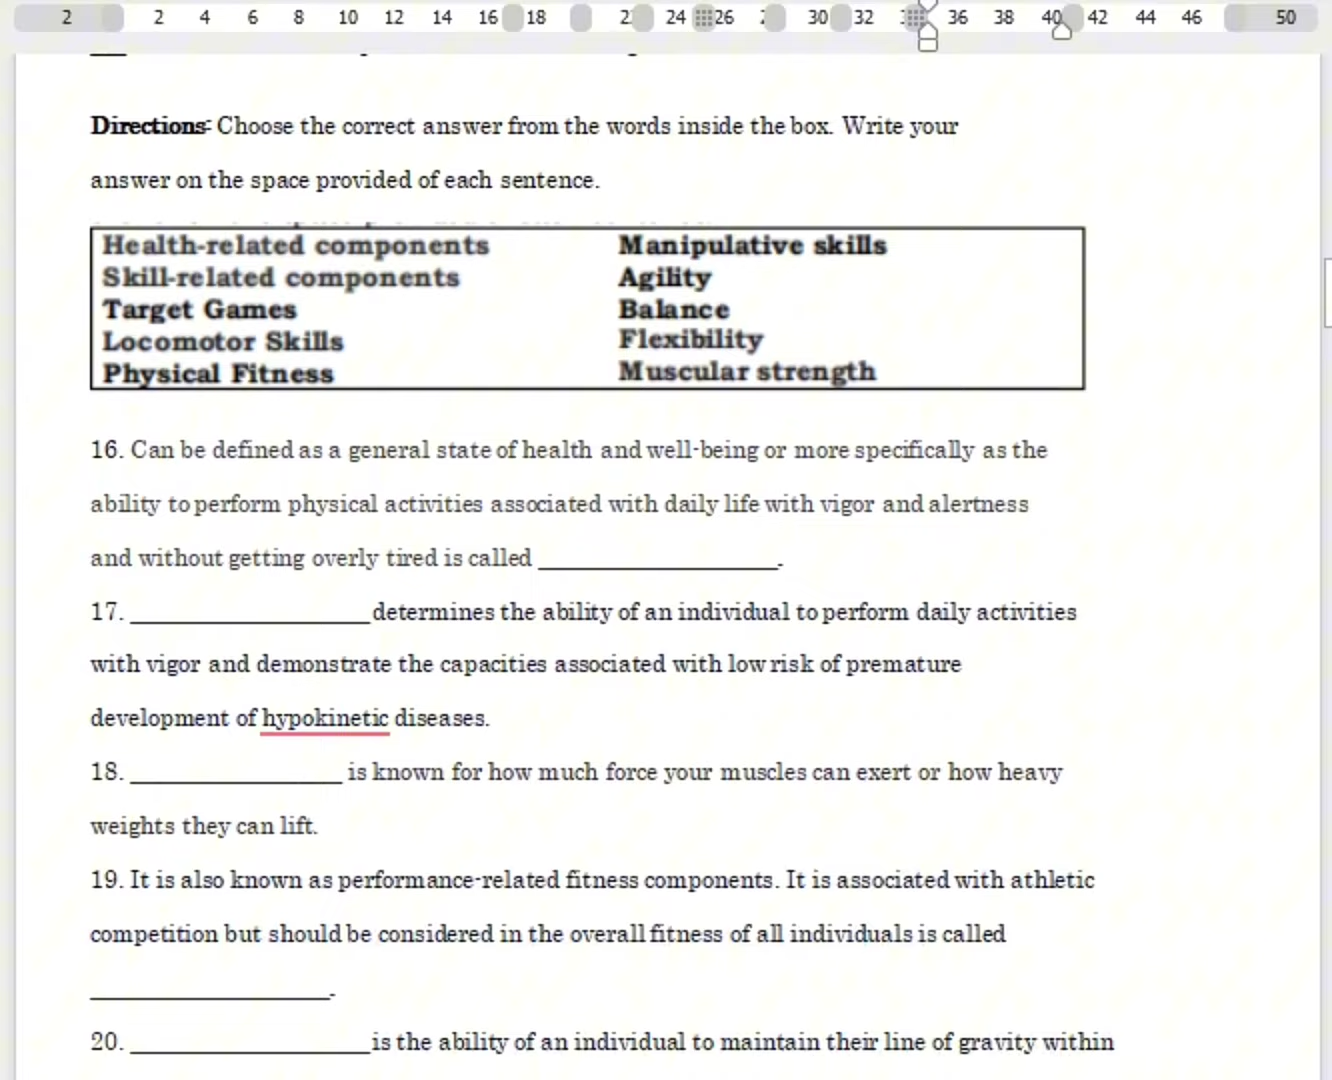 2 2 4 6 8 10 12 14 16 18 24 26 30 32 36 38 40 42 44 46 50
Directions: Choose the correct answer from the words inside the box. Write your
answer on the space provided of each sentence.
Health-related components Manipulative skills
Skill-related components Agility
Target Games Balance
Locomotor Skills Flexibility
Physical Fitness Muscular strength
16. Can be defined as a general state of health and well-being or more specifically as the
ability to perform physical activities associated with daily life with vigor and alertness
and without getting overly tired is called ____________________.
17. ____________________ determines the ability of an individual to perform daily activities
with vigor and demonstrate the capacities associated with low risk of premature
development of hypokinetic diseases.
18. __________________ is known for how much force your muscles can exert or how heavy
weights they can lift.
19. It is also known as performance-related fitness components. It is associated with athletic
competition but should be considered in the overall fitness of all individuals is called
____________________.
20. ____________________ is the ability of an individual to maintain their line of gravity within